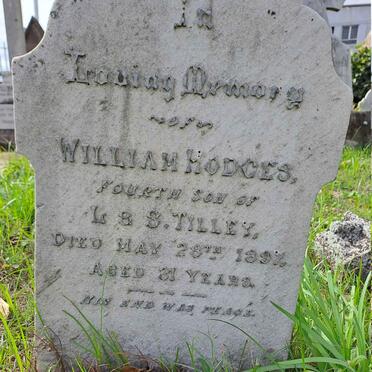 In
Loving Memory
of
WILLIAM HODGES,
FOURTH SON OF
L & S. TILLEY,
DIED MAY 28TH 1897.
AGED 21 YEARS.
HIS END WAS PEACE.